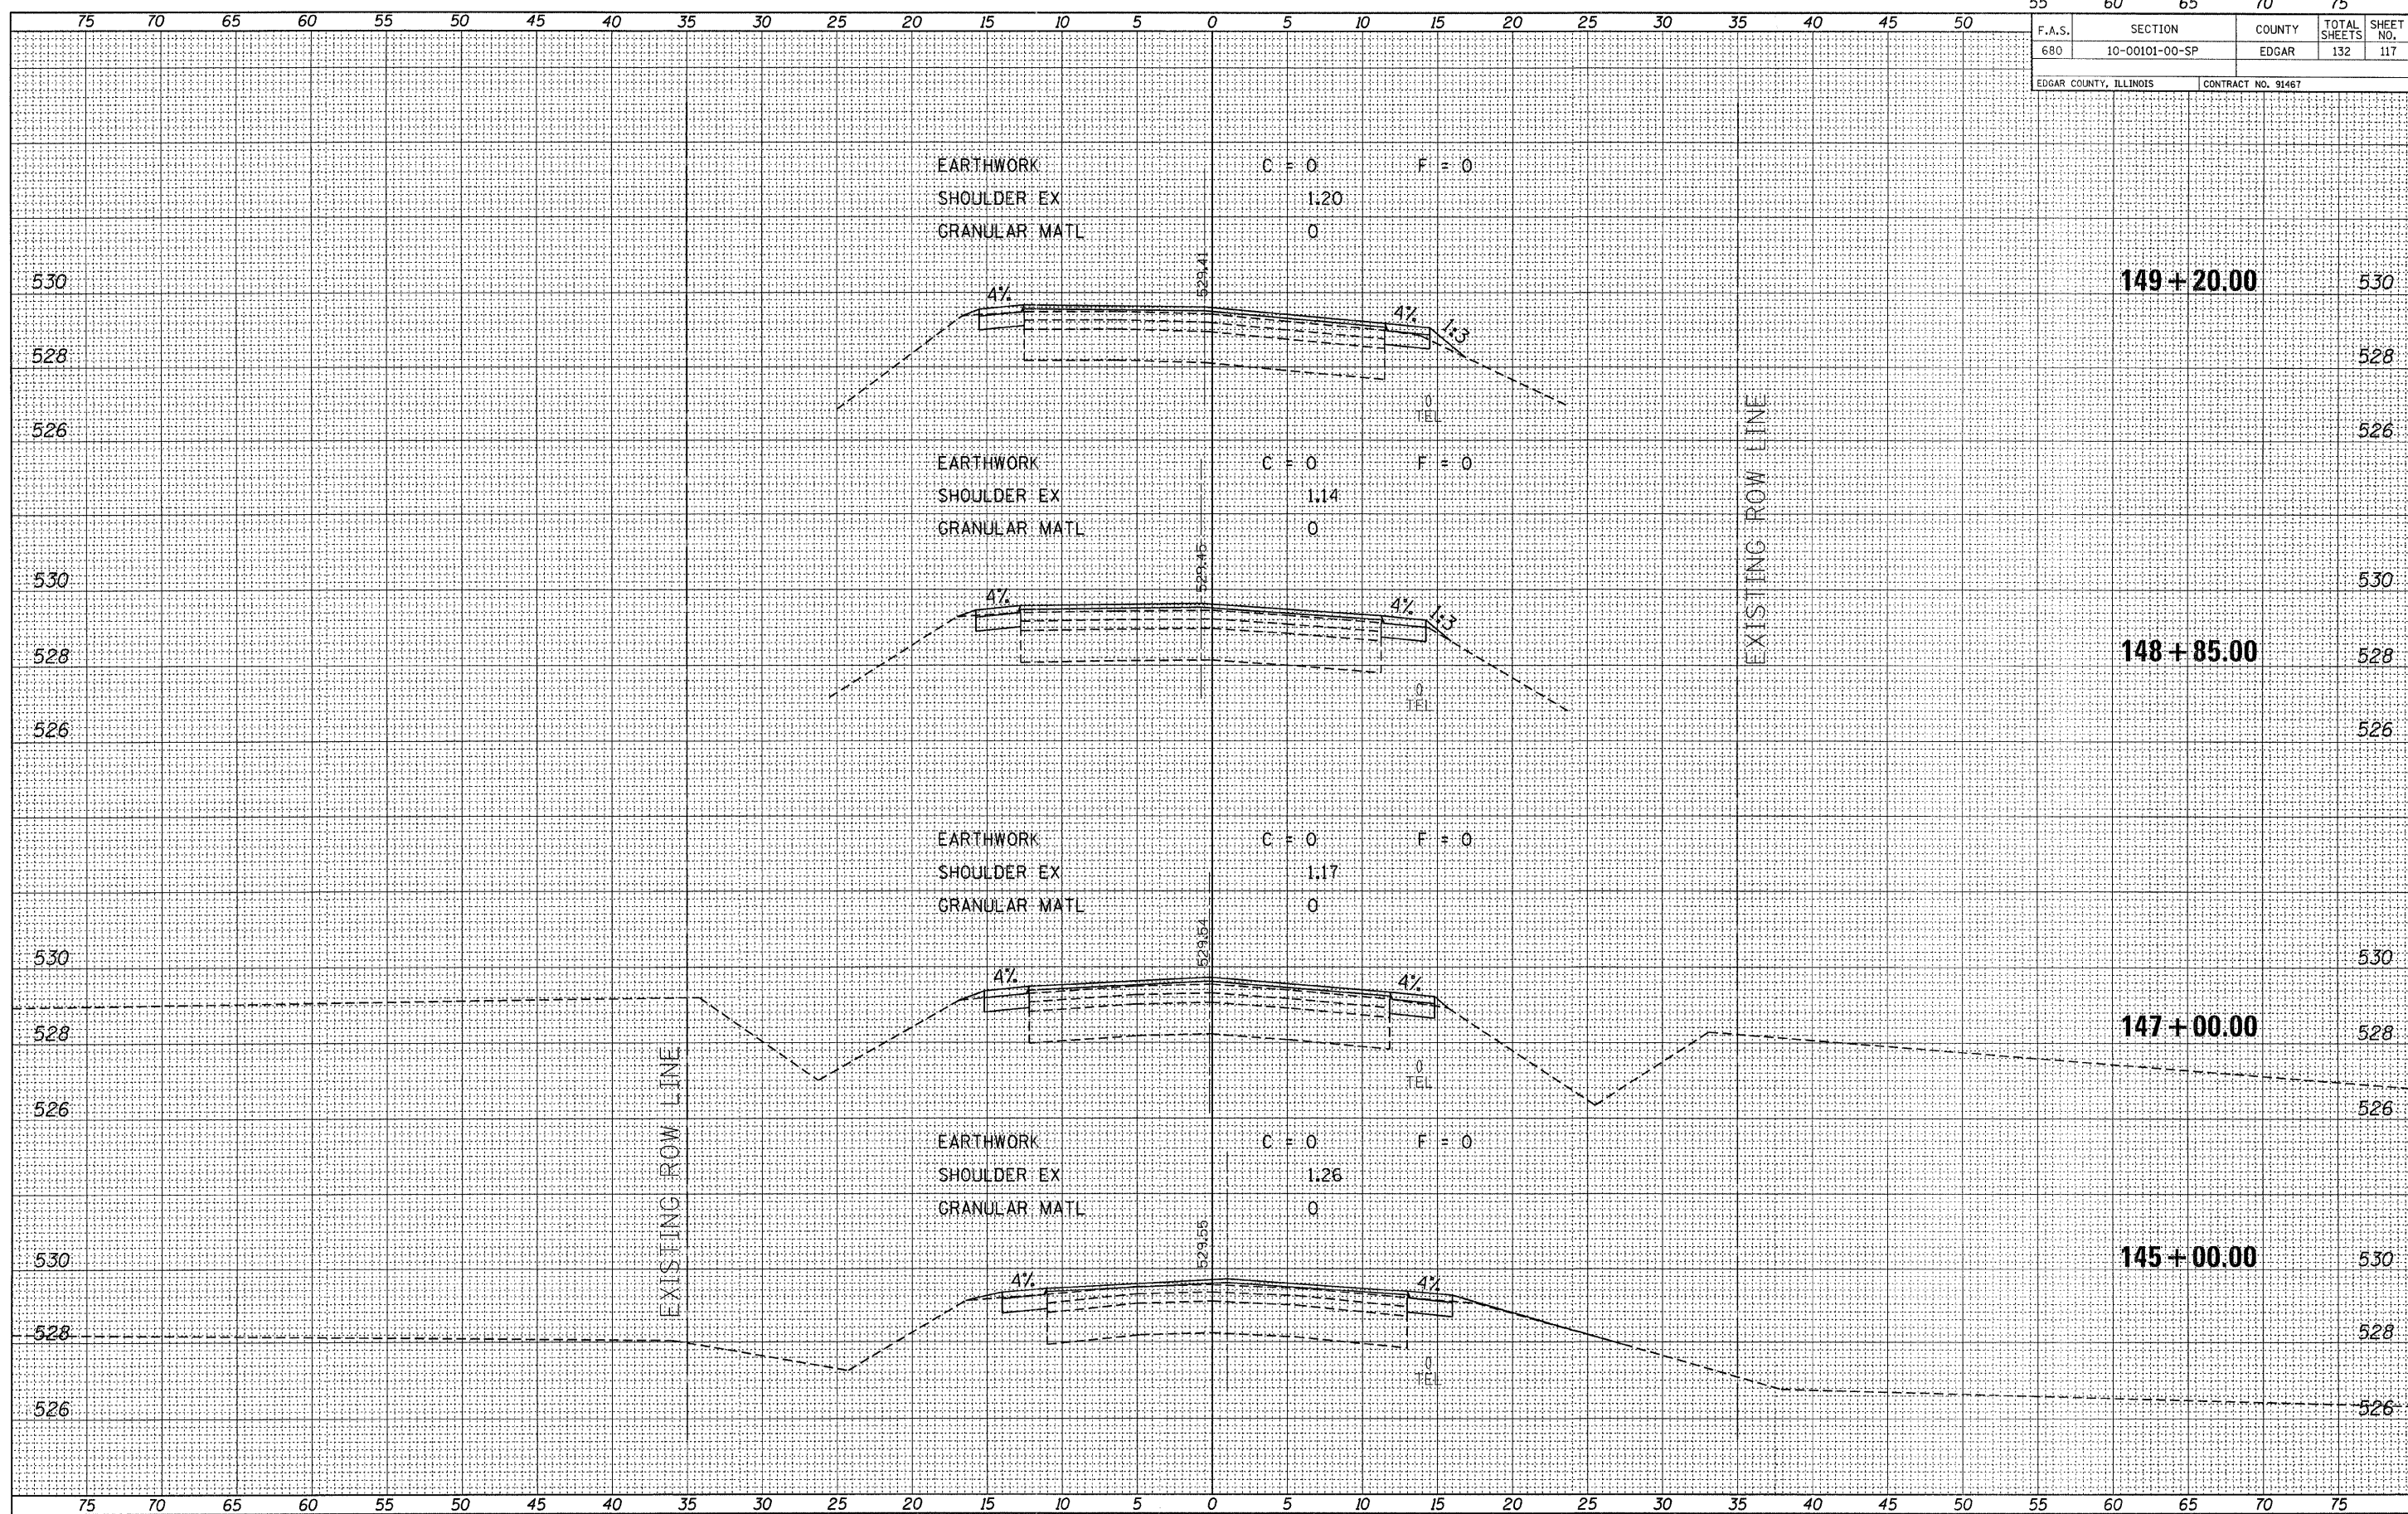 55 60 65 70 75
75 70 65 60 55 50 45 40 35 30 25 20 15 10 5 0 5 10 15 20 25 30 35 40 45 50
F.A.S. SECTION COUNTY TOTAL SHEETS SHEET NO.
680 10-00101-00-SP EDGAR 132 117
EDGAR COUNTY, ILLINOIS CONTRACT NO. 91467
EARTHWORK C = 0 F = 0
SHOULDER EX 1.20
GRANULAR MATL 0
529.41
530 149+20.00 530
4% 4% 1:3
528 528
0
TEL
526 526
EXISTING ROW LINE
EARTHWORK C = 0 F = 0
SHOULDER EX 1.14
GRANULAR MATL 0
529.45
530 530
4% 4% 1:3
528 148+85.00 528
0
TEL
526 526
EARTHWORK C = 0 F = 0
SHOULDER EX 1.17
GRANULAR MATL 0
529.54
530 530
4% 4%
528 147+00.00 528
0
TEL
526 526
EXISTING ROW LINE
EARTHWORK C = 0 F = 0
SHOULDER EX 1.26
GRANULAR MATL 0
529.55
530 145+00.00 530
4% 4%
528 528
0
TEL
526 526
75 70 65 60 55 50 45 40 35 30 25 20 15 10 5 0 5 10 15 20 25 30 35 40 45 50 55 60 65 70 75